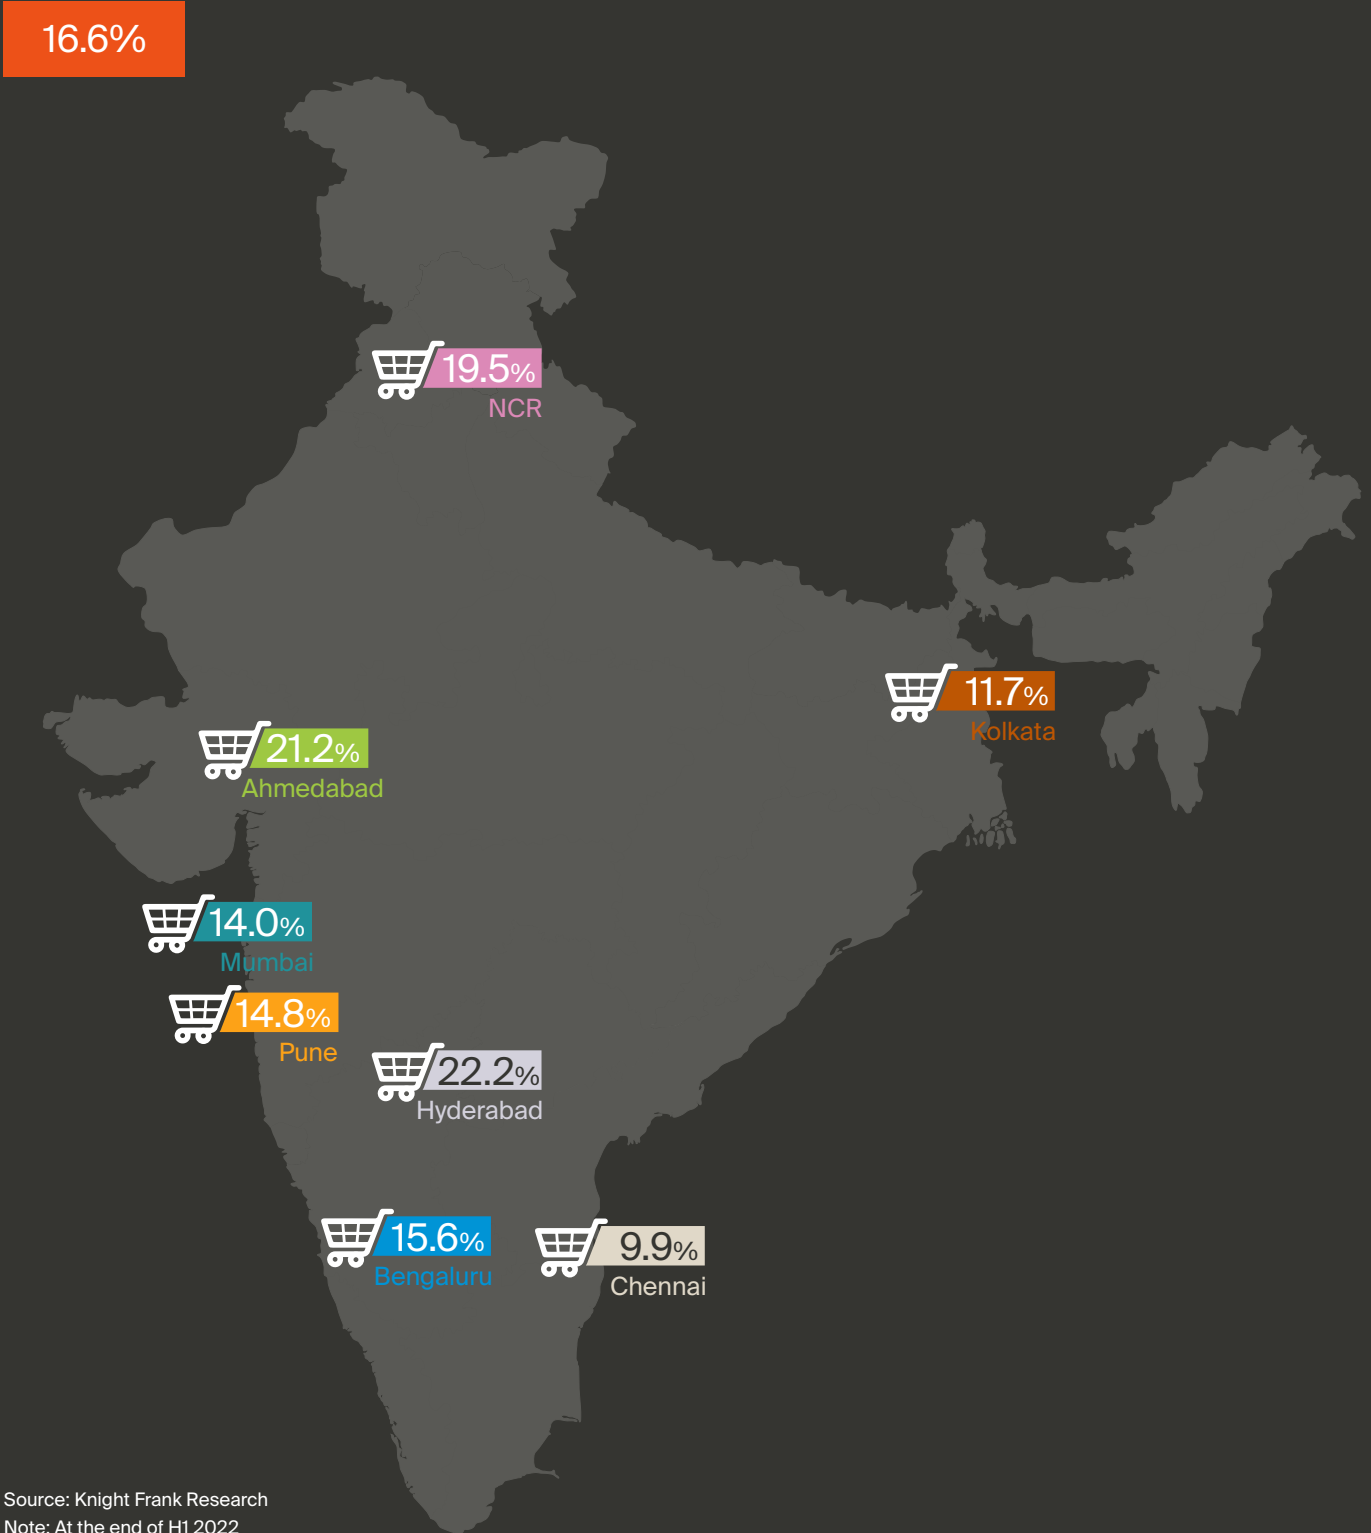 16.6%
19.5%
NCR
11.7%
Kolkata
21.2%
Ahmedabad
14.0%
Mumbai
14.8%
Pune
22.2%
Hyderabad
15.6%
Bengaluru
9.9%
Chennai
Source: Knight Frank Research
Note: At the end of H1 2022